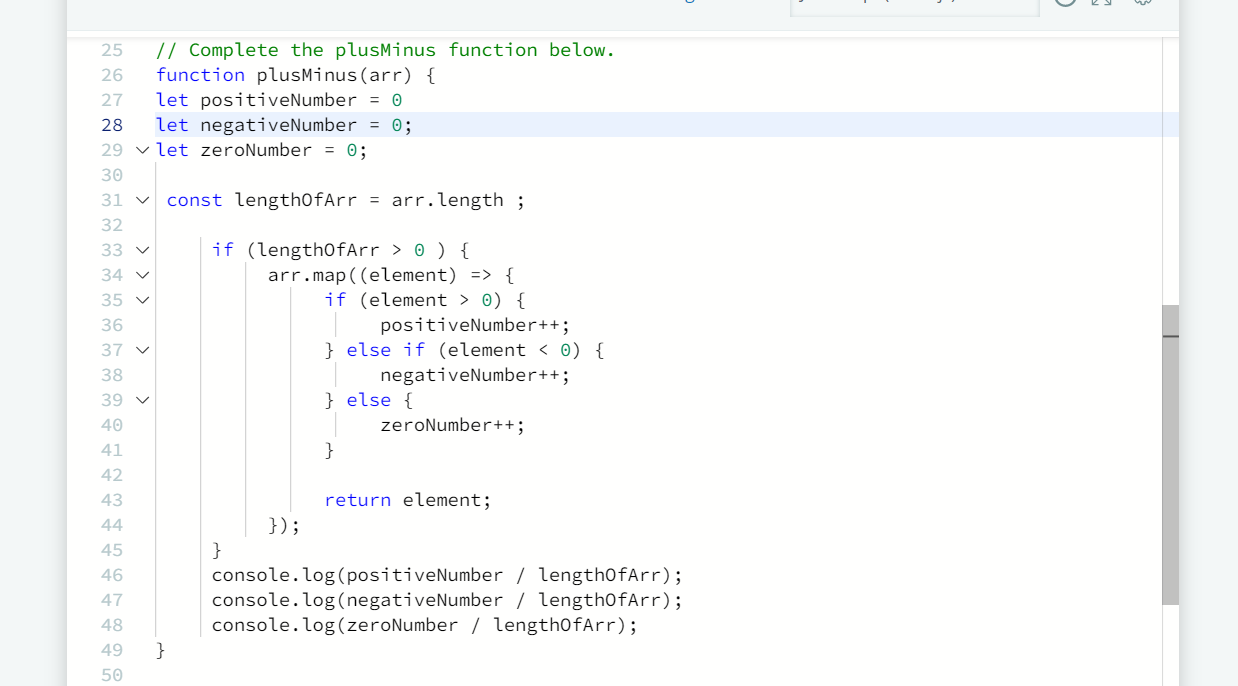 25 // Complete the plusMinus function below.
26 function plusMinus(arr) {
27 let positiveNumber = 0
28 let negativeNumber = 0;
29 let zeroNumber = 0;
30
31 const lengthOfArr = arr.length ;
32
33 if (lengthOfArr > 0 ) {
34 arr.map((element) => {
35 if (element > 0) {
36 positiveNumber++;
37 } else if (element < 0) {
38 negativeNumber++;
39 } else {
40 zeroNumber++;
41 }
42
43 return element;
44 });
45 }
46 console.log(positiveNumber / lengthOfArr);
47 console.log(negativeNumber / lengthOfArr);
48 console.log(zeroNumber / lengthOfArr);
49 }
50